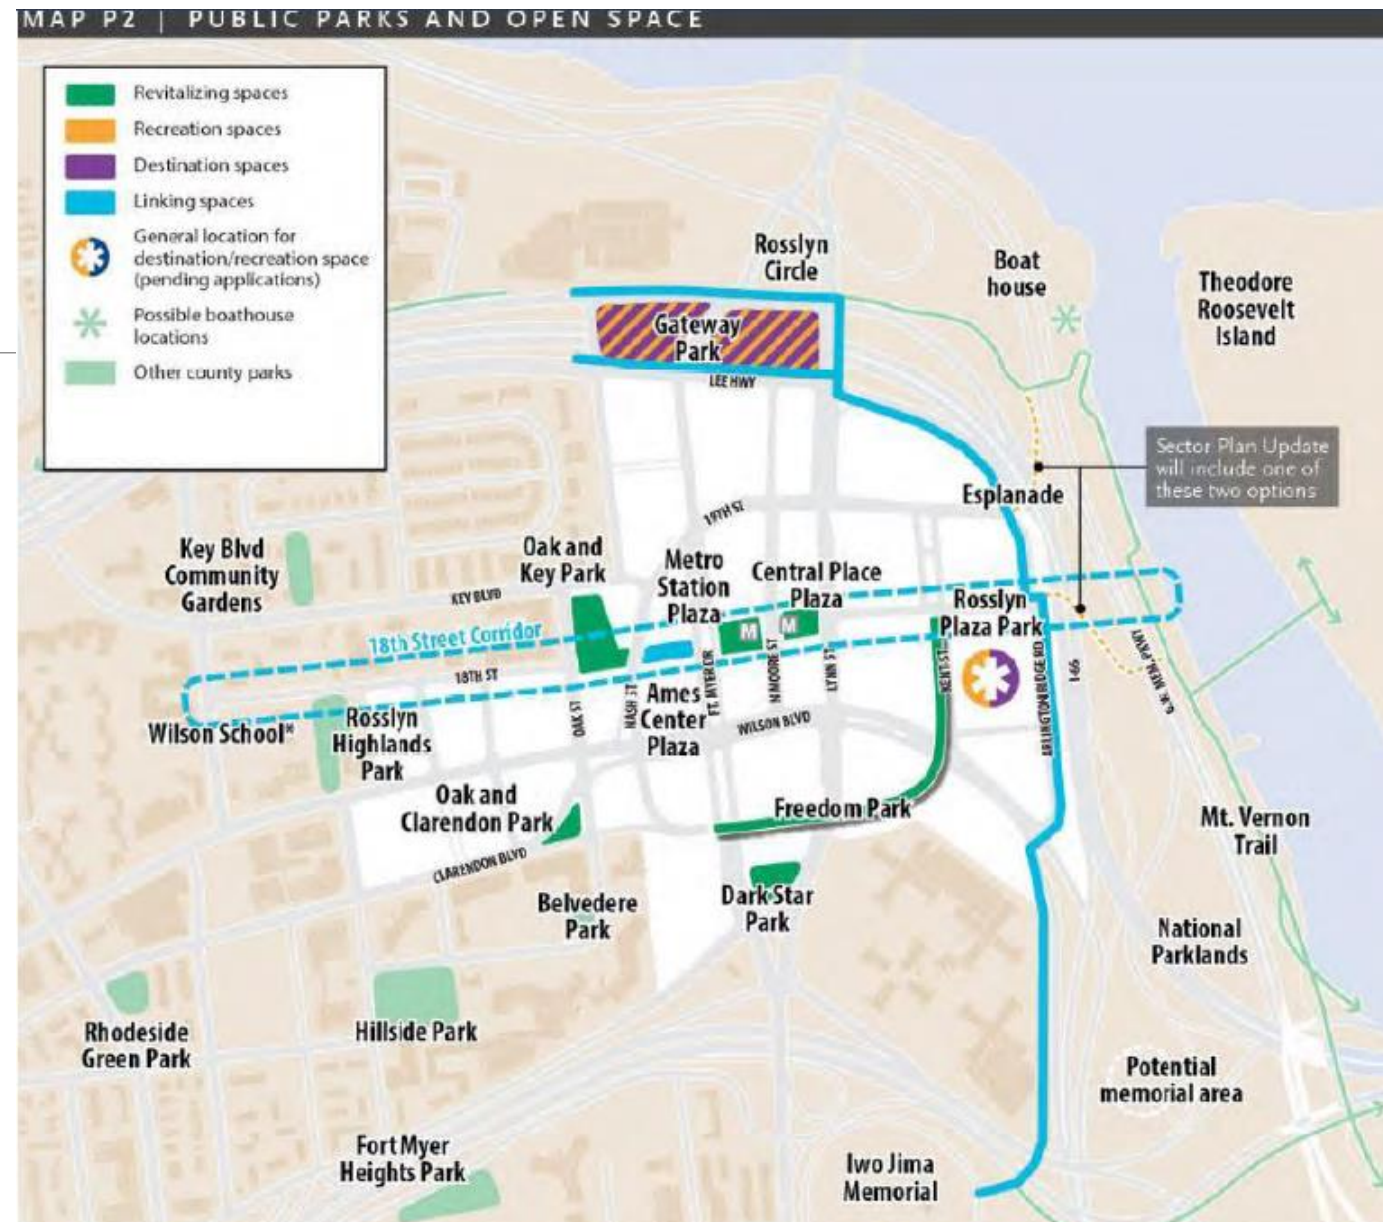 MAP P2 | PUBLIC PARKS AND OPEN SPACE
Revitalizing spaces
Recreation spaces
Destination spaces
Linking spaces
General location for
destination/recreation space
(pending applications)
Possible boathouse
locations
Other county parks
Rosslyn
Circle
Boat
house
Theodore
Roosevelt
Island
Gateway
Park
LEE HWY
Sector Plan Update
will include one of
these two options
Esplanade
19TH ST
Key Blvd
Community
Gardens
Oak and
Key Park
Metro
Station
Plaza
Central Place
Plaza
KEY BLVD
Rosslyn
Plaza Park
M
M
18th Street Corridor
18TH ST
OAK ST
NASH ST
FT. MYER DR
N MOORE ST
LYNN ST
KENT ST
ARLINGTON RIDGE RD
I-66
G.W. MEM. PKWY
Ames
Center
Plaza
WILSON BLVD
Wilson School*
Rosslyn
Highlands
Park
Oak and
Clarendon Park
Freedom Park
Mt. Vernon
Trail
CLARENDON BLVD
Belvedere
Park
Dark Star
Park
National
Parklands
Rhodeside
Green Park
Hillside Park
Potential
memorial area
Fort Myer
Heights Park
Iwo Jima
Memorial